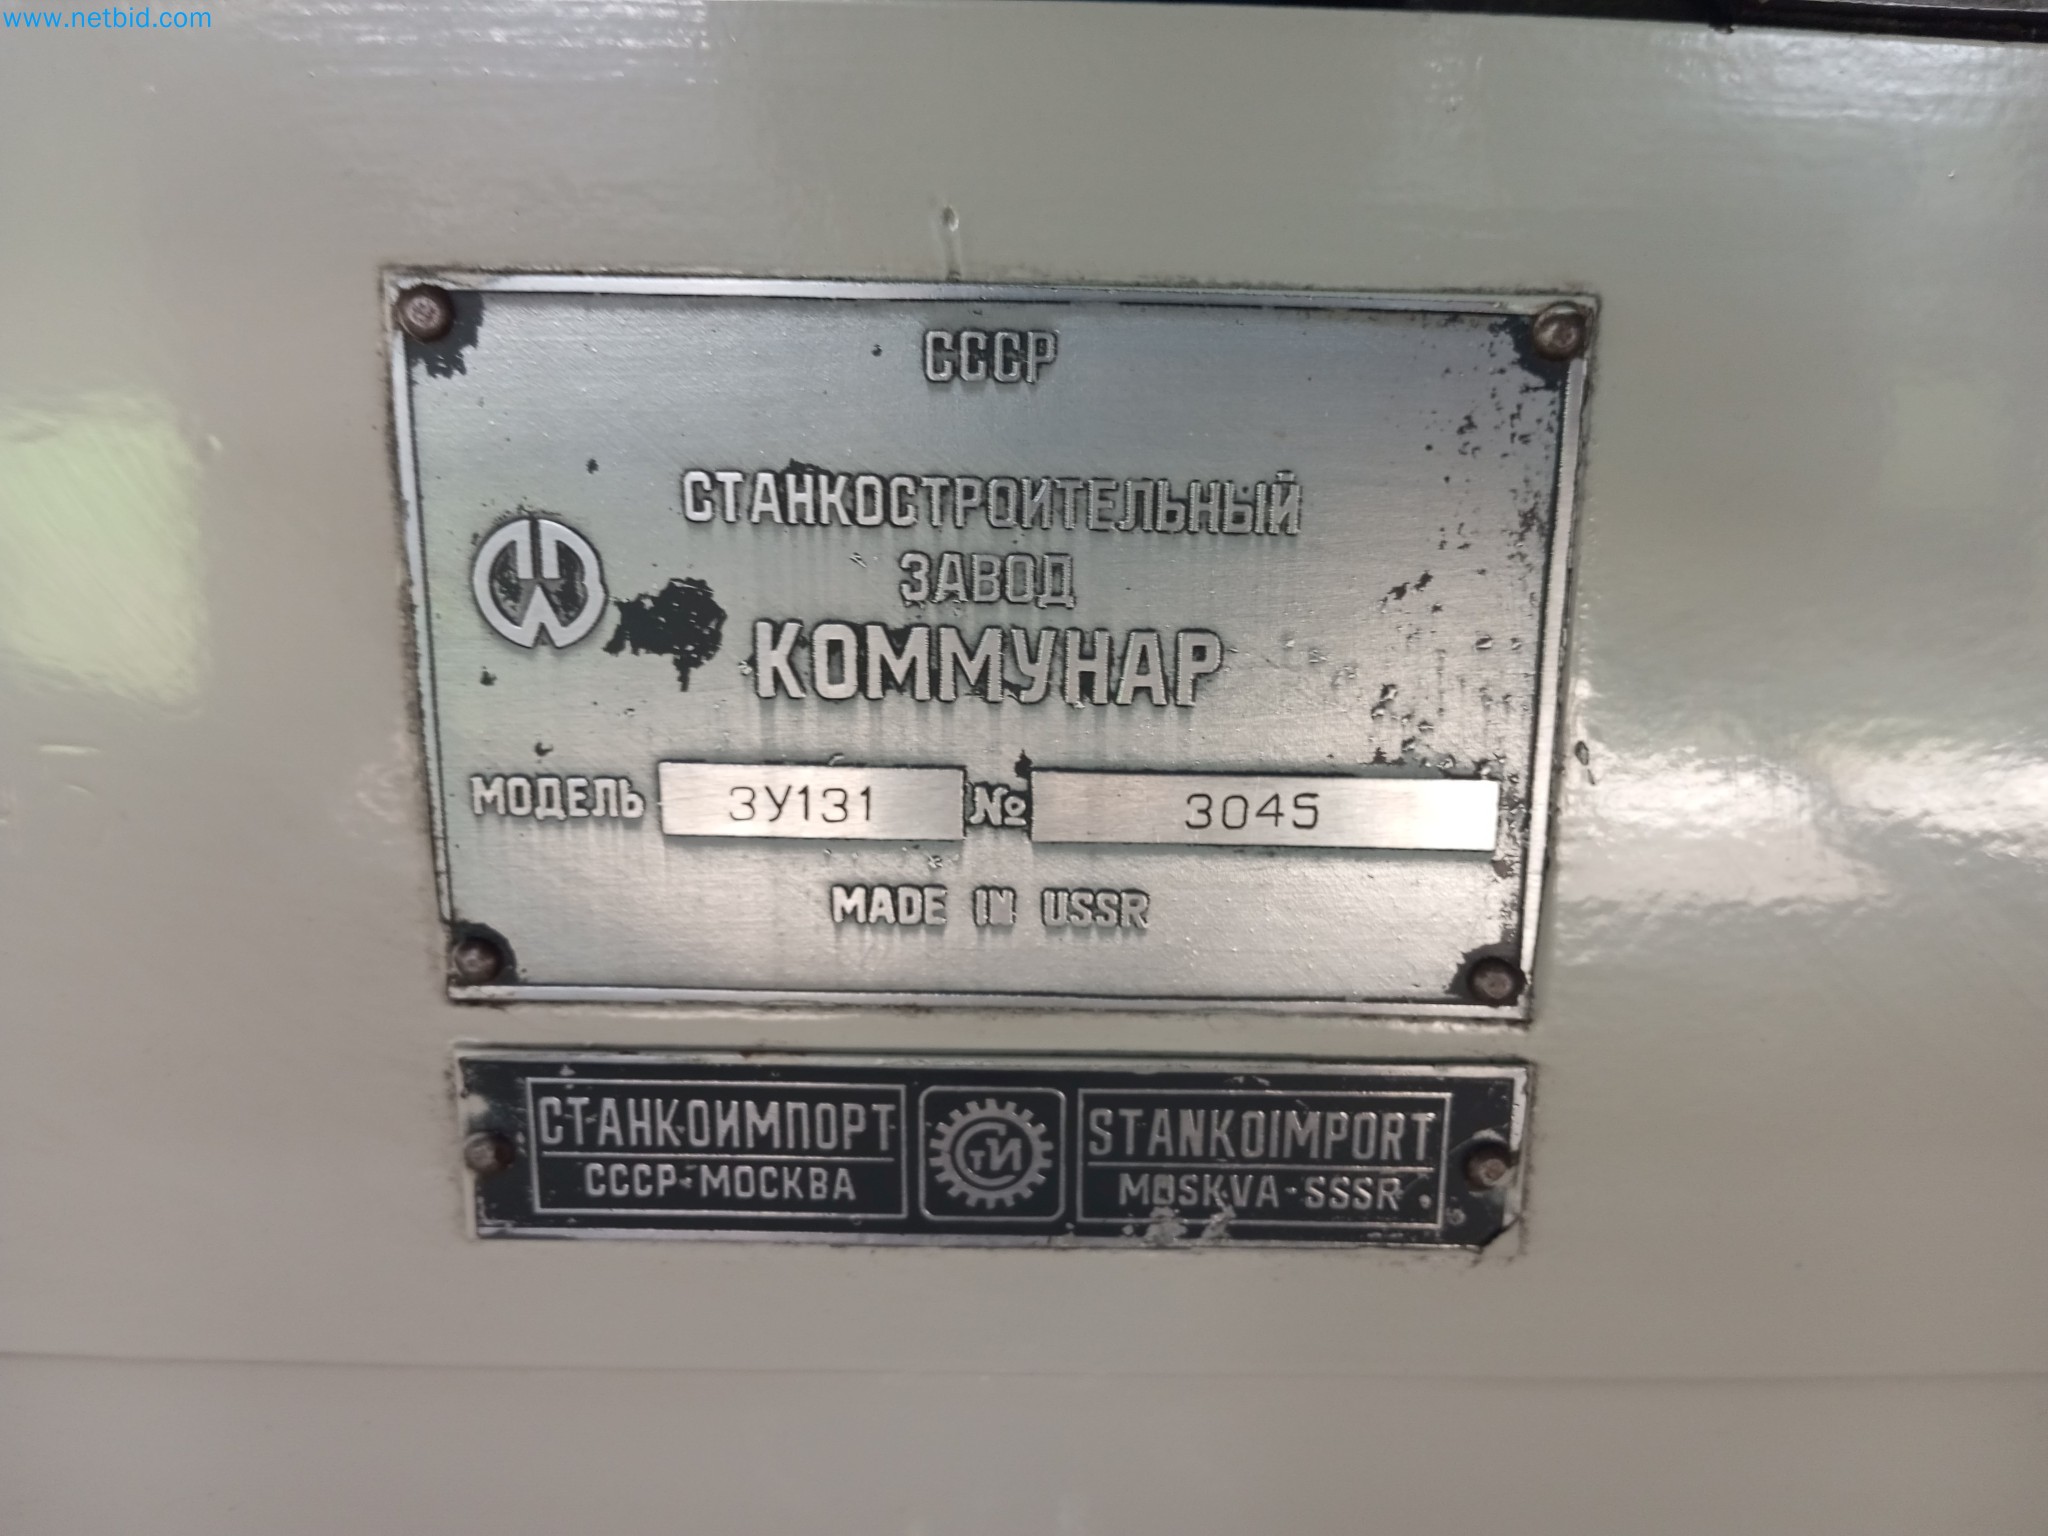 www.netbid.com
СССР
СТАНКОСТРОИТЕЛЬНЫЙ
ЗАВОД
КОММУНАР
МОДЕЛЬ 3У131 № 3045
MADE IN USSR
СТАНКОИМПОРТ
СССР-МОСКВА
СтИ
STANKOIMPORT
MOSKVA-SSSR